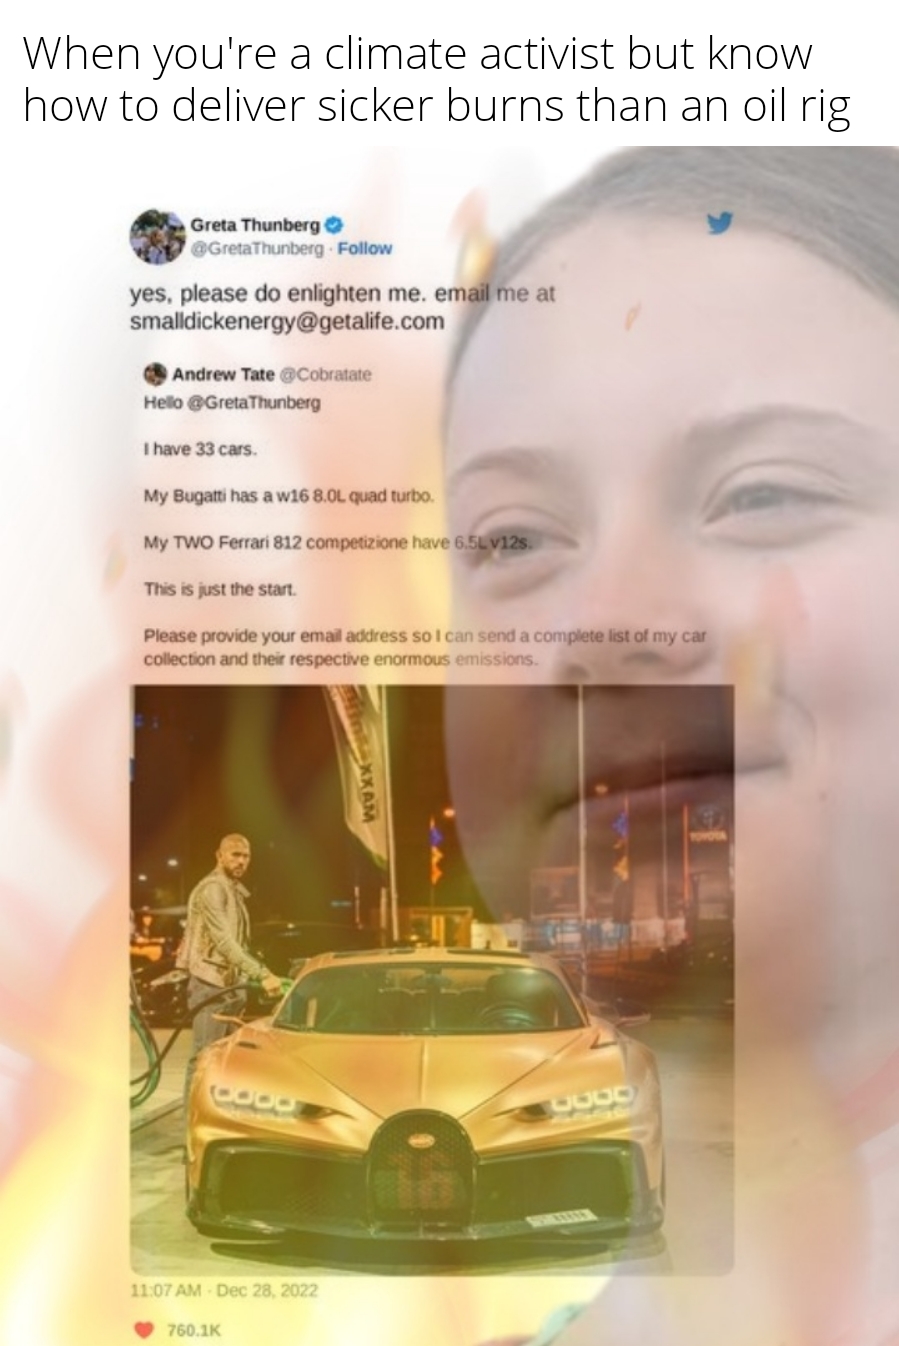 When you're a climate activist but know
how to deliver sicker burns than an oil rig
Greta Thunberg
@GretaThunberg · Follow
yes, please do enlighten me. email me at
smalldickenergy@getalife.com
Andrew Tate @Cobratate
Hello @GretaThunberg
I have 33 cars.
My Bugatti has a w16 8.0L quad turbo.
My TWO Ferrari 812 competizione have 6.5L v12s.
This is just the start.
Please provide your email address so I can send a complete list of my car
collection and their respective enormous emissions.
TOYOTA
16
11:07 AM · Dec 28, 2022
760.1K